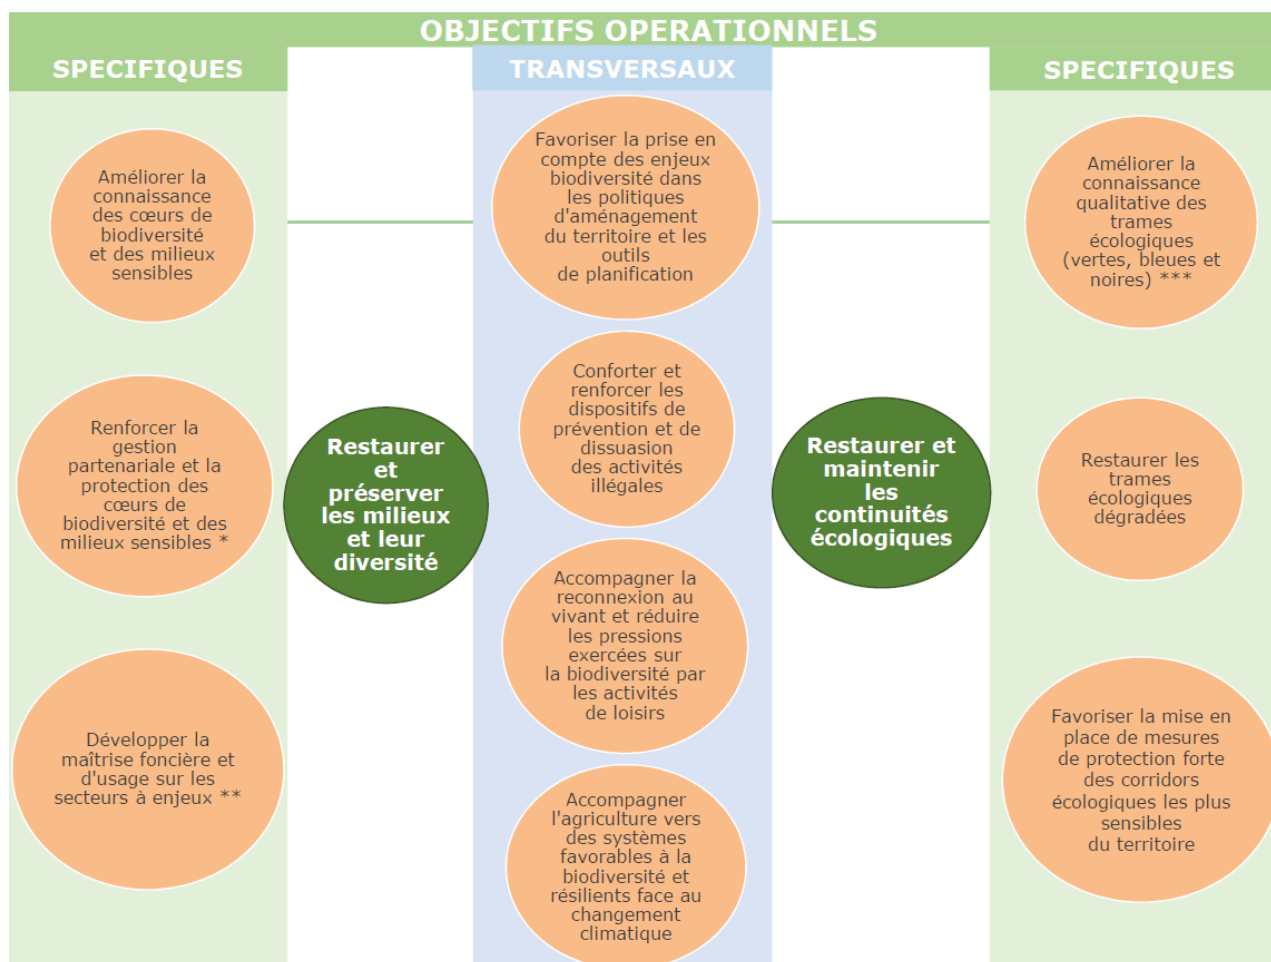 OBJECTIFS OPERATIONNELS
SPECIFIQUES
Améliorer la
connaissance
des cœurs de
biodiversité
et des milieux
sensibles
Renforcer la
gestion
partenariale et la
protection des
cœurs de
biodiversité et des
milieux sensibles *
Développer la
maîtrise foncière et
d'usage sur les
secteurs à enjeux **
Restaurer
et
préserver
les milieux
et leur
diversité
TRANSVERSAUX
Favoriser la prise en
compte des enjeux
biodiversité dans
les politiques
d'aménagement
du territoire et les
outils
de planification
Conforter et
renforcer les
dispositifs de
prévention et de
dissuasion
des activités
illégales
Accompagner la
reconnexion au
vivant et réduire
les pressions
exercées sur
la biodiversité par
les activités
de loisirs
Accompagner
l'agriculture vers
des systèmes
favorables à la
biodiversité et
résilients face au
changement
climatique
Restaurer et
maintenir
les
continuités
écologiques
SPECIFIQUES
Améliorer la
connaissance
qualitative des
trames
écologiques
(vertes, bleues et
noires) ***
Restaurer les
trames
écologiques
dégradées
Favoriser la mise en
place de mesures
de protection forte
des corridors
écologiques les plus
sensibles
du territoire